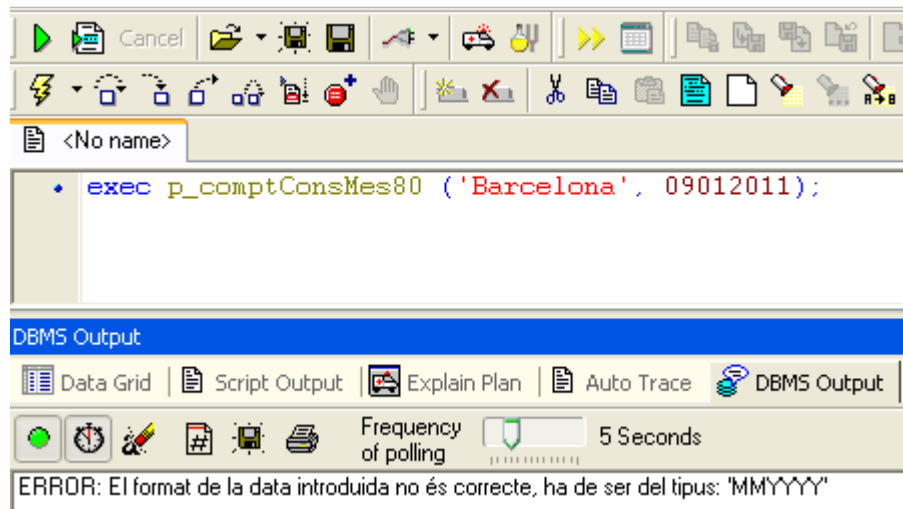 Cancel
<No name>
exec p_comptConsMes80 ('Barcelona', 09012011);
DBMS Output
Data Grid Script Output Explain Plan Auto Trace DBMS Output
Frequency of polling 5 Seconds
ERROR: El format de la data introduida no és correcte, ha de ser del tipus: 'MMYYYY'